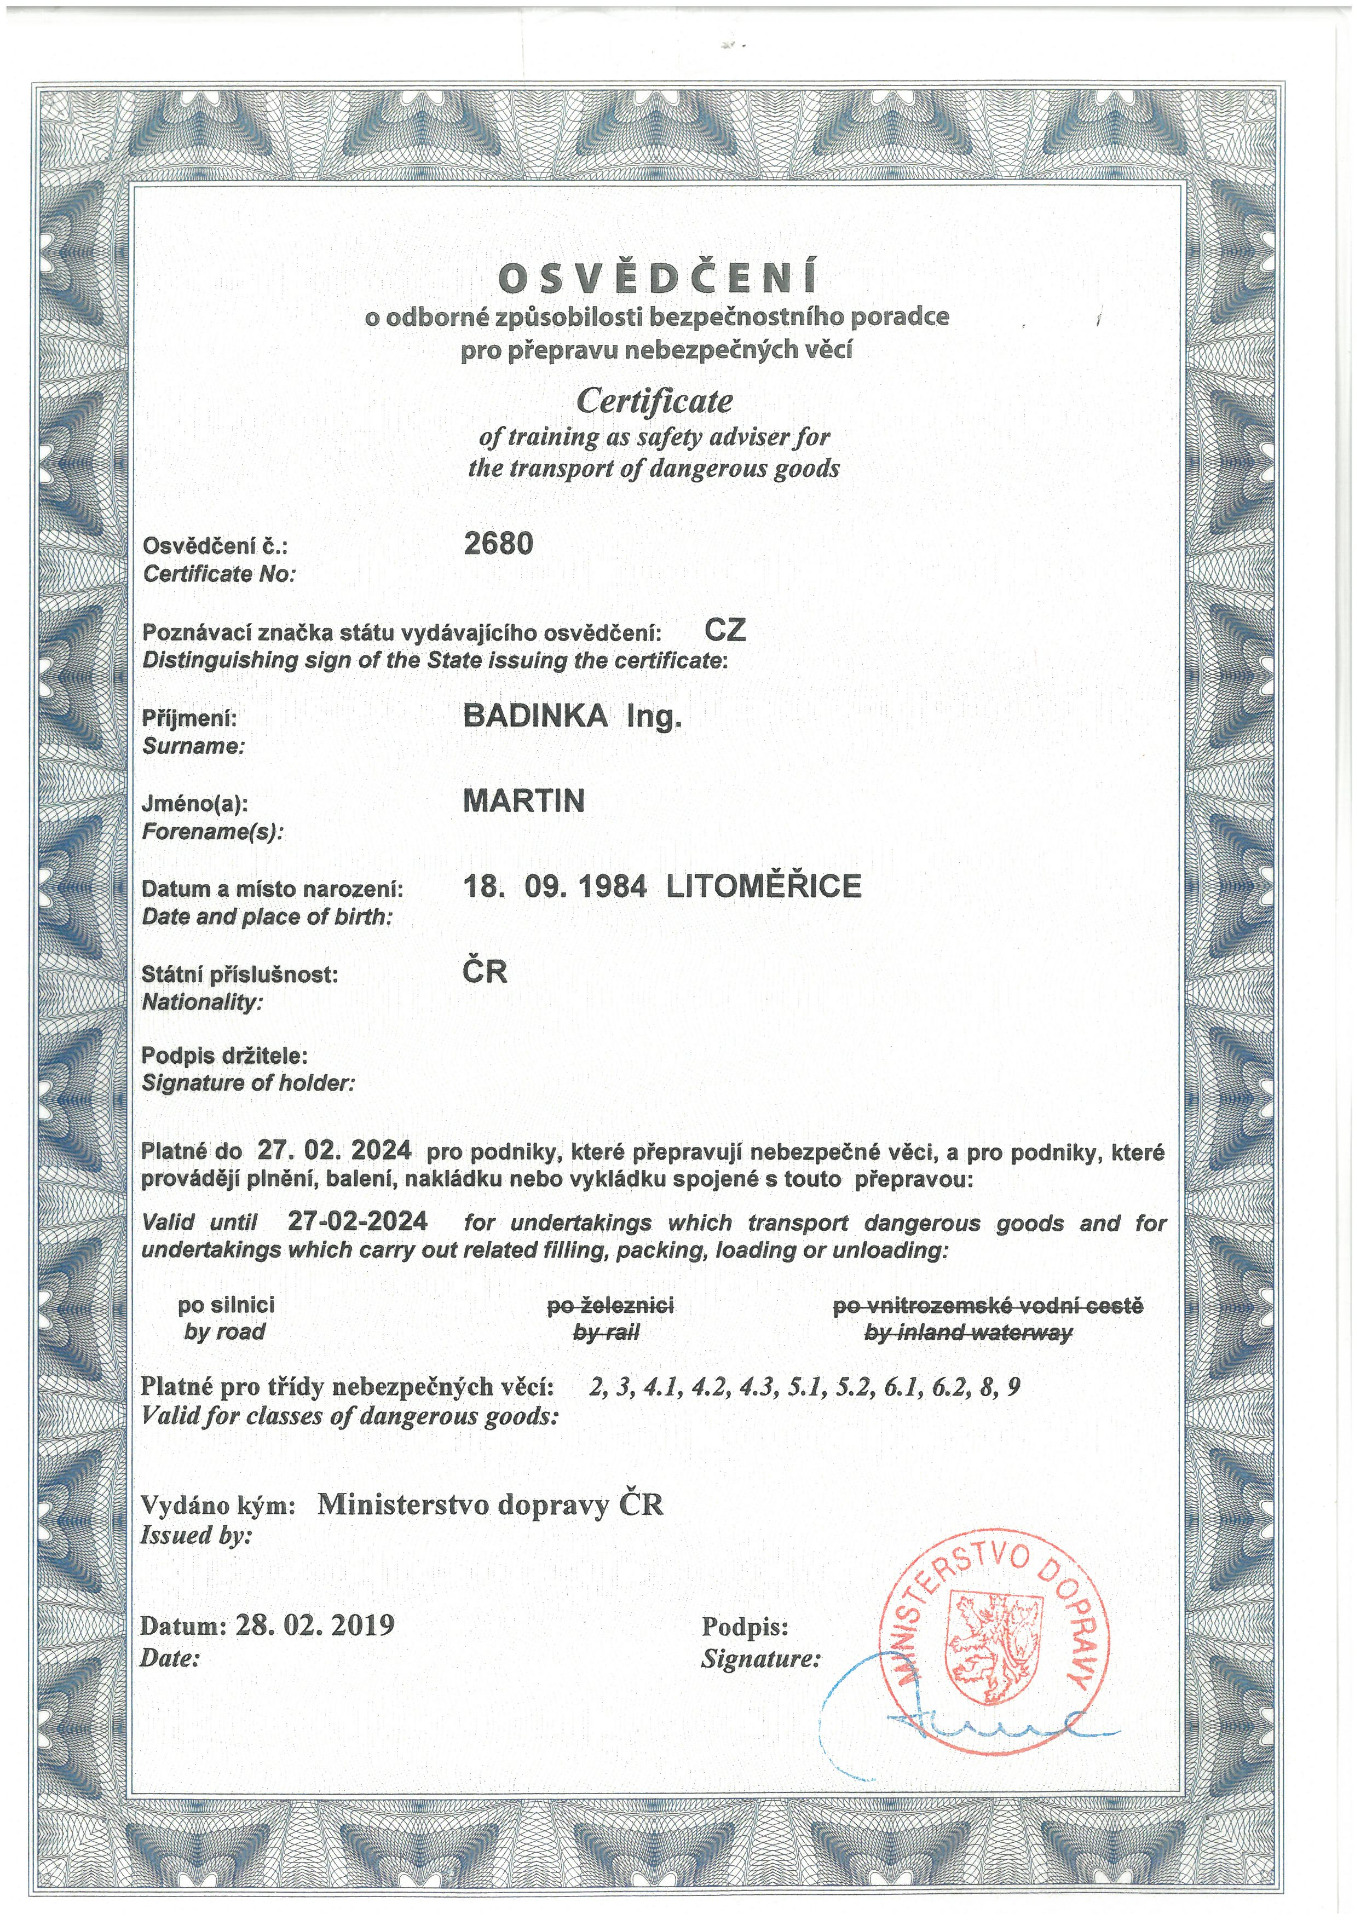 OSVĚDČENÍ
o odborné způsobilosti bezpečnostního poradce
pro přepravu nebezpečných věcí
Certificate
of training as safety adviser for
the transport of dangerous goods
Osvědčení č.: 2680
Certificate No:
Poznávací značka státu vydávajícího osvědčení: CZ
Distinguishing sign of the State issuing the certificate:
Příjmení: BADINKA Ing.
Surname:
Jméno(a): MARTIN
Forename(s):
Datum a místo narození: 18. 09. 1984 LITOMĚŘICE
Date and place of birth:
Státní příslušnost: ČR
Nationality:
Podpis držitele:
Signature of holder:
Platné do 27. 02. 2024 pro podniky, které přepravují nebezpečné věci, a pro podniky, které
provádějí plnění, balení, nakládku nebo vykládku spojené s touto přepravou:
Valid until 27-02-2024 for undertakings which transport dangerous goods and for
undertakings which carry out related filling, packing, loading or unloading:
po silnici po železnici po vnitrozemské vodní cestě
by road by rail by inland waterway
Platné pro třídy nebezpečných věcí: 2, 3, 4.1, 4.2, 4.3, 5.1, 5.2, 6.1, 6.2, 8, 9
Valid for classes of dangerous goods:
Vydáno kým: Ministerstvo dopravy ČR
Issued by:
MINISTERSTVO DOPRAVY
Datum: 28. 02. 2019 Podpis:
Date: Signature: